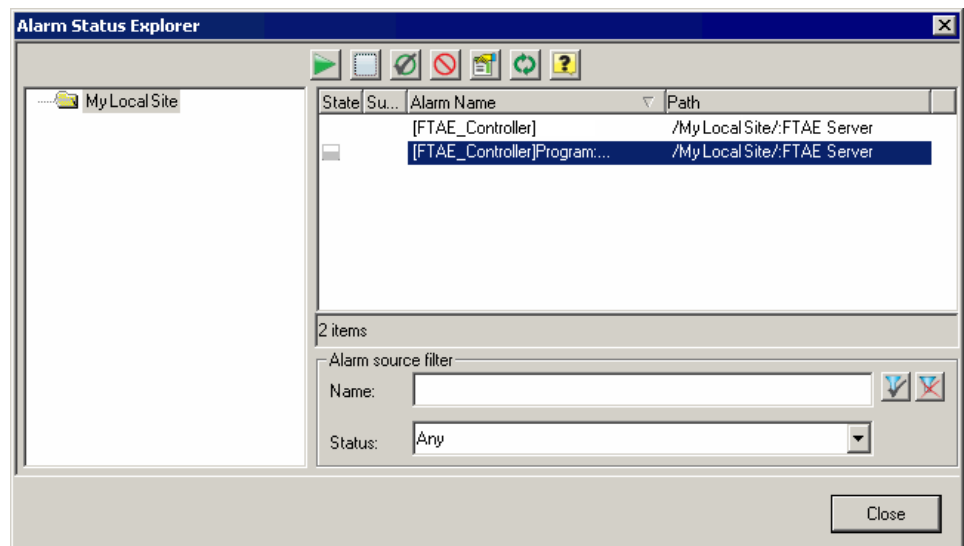 Alarm Status Explorer
My Local Site
State Su... Alarm Name Path
[FTAE_Controller] /My Local Site/:FTAE Server
[FTAE_Controller]Program:... /My Local Site/:FTAE Server
2 items
Alarm source filter
Name:
Status: Any
Close